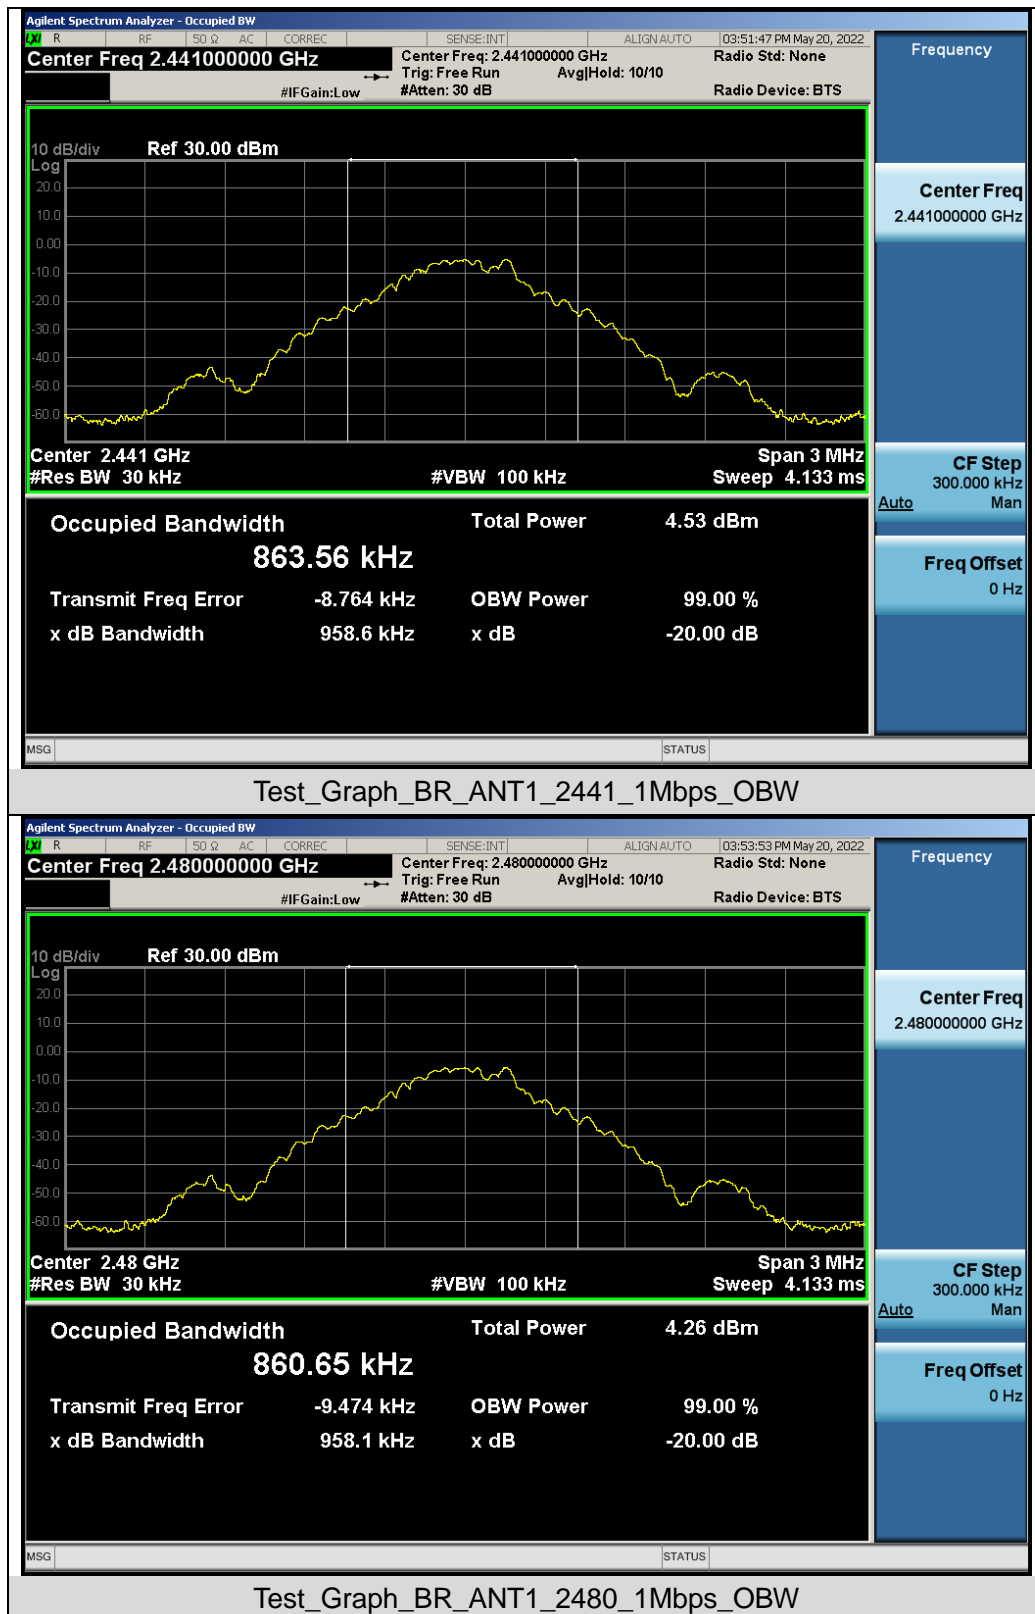 Agilent Spectrum Analyzer - Occupied BW
LXI R RF 50 Ω AC CORREC SENSE:INT ALIGN AUTO 03:51:47 PM May 20, 2022
Center Freq 2.441000000 GHz
Center Freq: 2.441000000 GHz
Radio Std: None
Trig: Free Run Avg|Hold: 10/10
#IFGain:Low
#Atten: 30 dB
Radio Device: BTS
Frequency
10 dB/div Ref 30.00 dBm
Log
20.0
10.0
0.00
-10.0
-20.0
-30.0
-40.0
-50.0
-60.0
Center 2.441 GHz Span 3 MHz
#Res BW 30 kHz #VBW 100 kHz Sweep 4.133 ms
Center Freq
2.441000000 GHz
CF Step
300.000 kHz
Auto Man
Freq Offset
0 Hz
Occupied Bandwidth Total Power 4.53 dBm
863.56 kHz
Transmit Freq Error -8.764 kHz OBW Power 99.00 %
x dB Bandwidth 958.6 kHz x dB -20.00 dB
MSG STATUS
Test_Graph_BR_ANT1_2441_1Mbps_OBW
Agilent Spectrum Analyzer - Occupied BW
LXI R RF 50 Ω AC CORREC SENSE:INT ALIGN AUTO 03:53:53 PM May 20, 2022
Center Freq 2.480000000 GHz
Center Freq: 2.480000000 GHz
Radio Std: None
Trig: Free Run Avg|Hold: 10/10
#IFGain:Low
#Atten: 30 dB
Radio Device: BTS
Frequency
10 dB/div Ref 30.00 dBm
Log
20.0
10.0
0.00
-10.0
-20.0
-30.0
-40.0
-50.0
-60.0
Center 2.48 GHz Span 3 MHz
#Res BW 30 kHz #VBW 100 kHz Sweep 4.133 ms
Center Freq
2.480000000 GHz
CF Step
300.000 kHz
Auto Man
Freq Offset
0 Hz
Occupied Bandwidth Total Power 4.26 dBm
860.65 kHz
Transmit Freq Error -9.474 kHz OBW Power 99.00 %
x dB Bandwidth 958.1 kHz x dB -20.00 dB
MSG STATUS
Test_Graph_BR_ANT1_2480_1Mbps_OBW